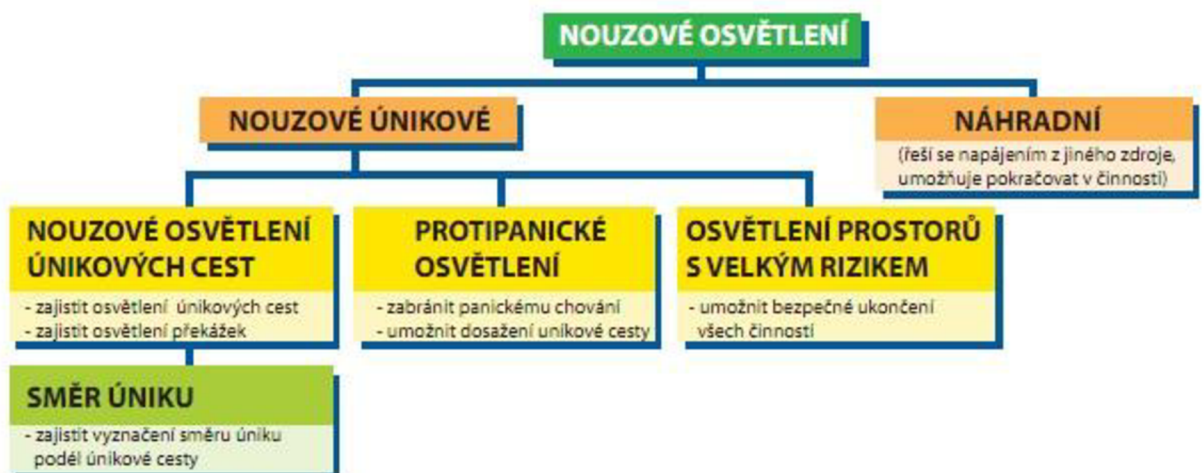 NOUZOVÉ OSVĚTLENÍ
NOUZOVÉ ÚNIKOVÉ
NÁHRADNÍ
(řeší se napájením z jiného zdroje,
umožňuje pokračovat v činnosti)
NOUZOVÉ OSVĚTLENÍ
ÚNIKOVÝCH CEST
- zajistit osvětlení únikových cest
- zajistit osvětlení překážek
PROTIPANICKÉ
OSVĚTLENÍ
- zabránit panickému chování
- umožnit dosažení unikové cesty
OSVĚTLENÍ PROSTORŮ
S VELKÝM RIZIKEM
- umožnit bezpečné ukončení
všech činností
SMĚR ÚNIKU
- zajistit vyznačení směru úniku
podél únikové cesty